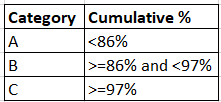 Category Cumulative %
A <86%
B >=86% and <97%
C >=97%